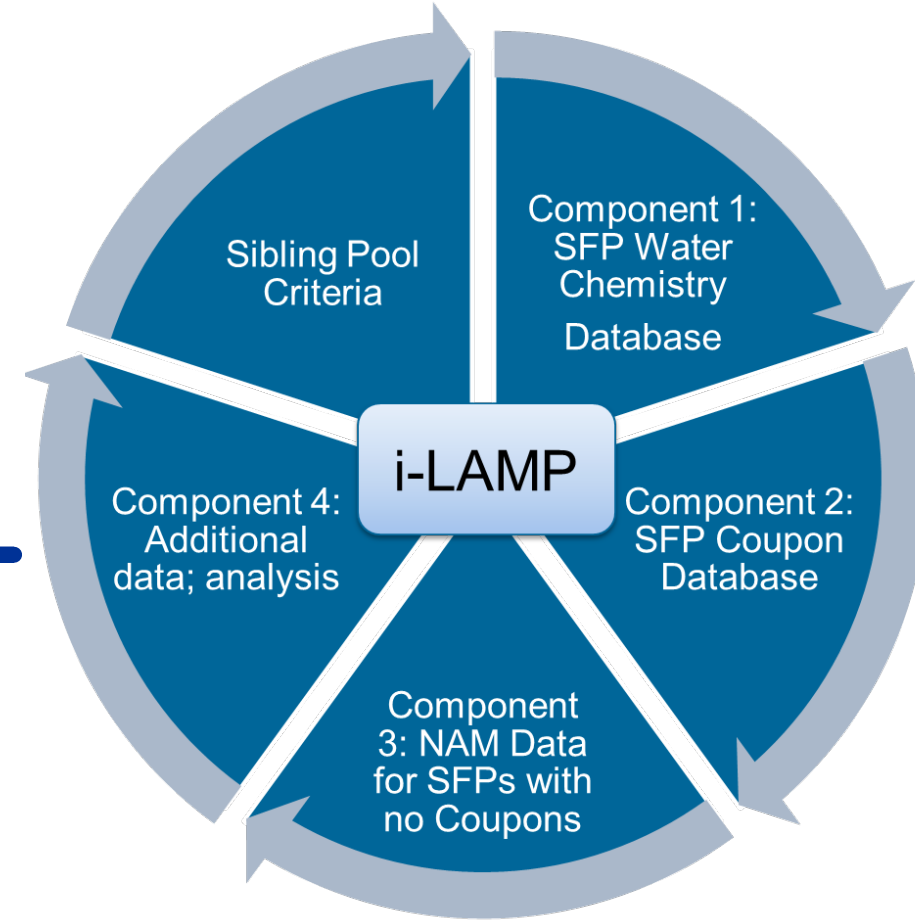 Component 1:
SFP Water
Chemistry
Database
Sibling Pool
Criteria
i-LAMP
Component 2:
SFP Coupon
Database
Component 4:
Additional
data; analysis
Component
3: NAM Data
for SFPs with
no Coupons